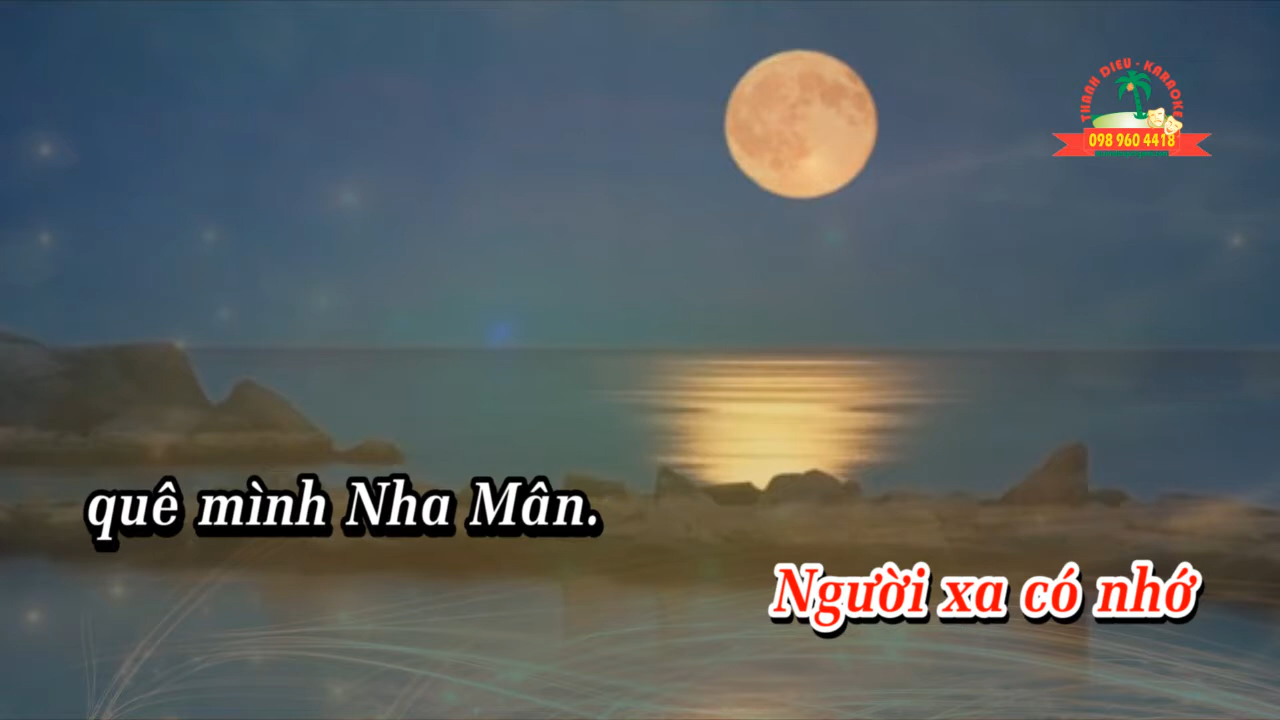 THANH DIEU - KARAOKE
098 960 4418
quê mình Nha Mân.
Người xa có nhớ